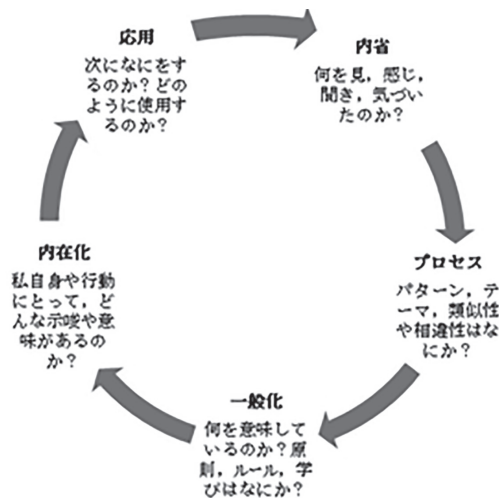 応用
次になにをす
るのか？どの
ように使用す
るのか？
内省
何を見，感じ，
聞き，気づい
たのか？
プロセス
パターン，テ
ーマ，類似性
や相違性はな
にか？
一般化
何を意味して
いるのか？原
則，ルール，学
びはなにか？
内在化
私自身や行動
にとって，ど
んな示唆や意
味があるの
か？